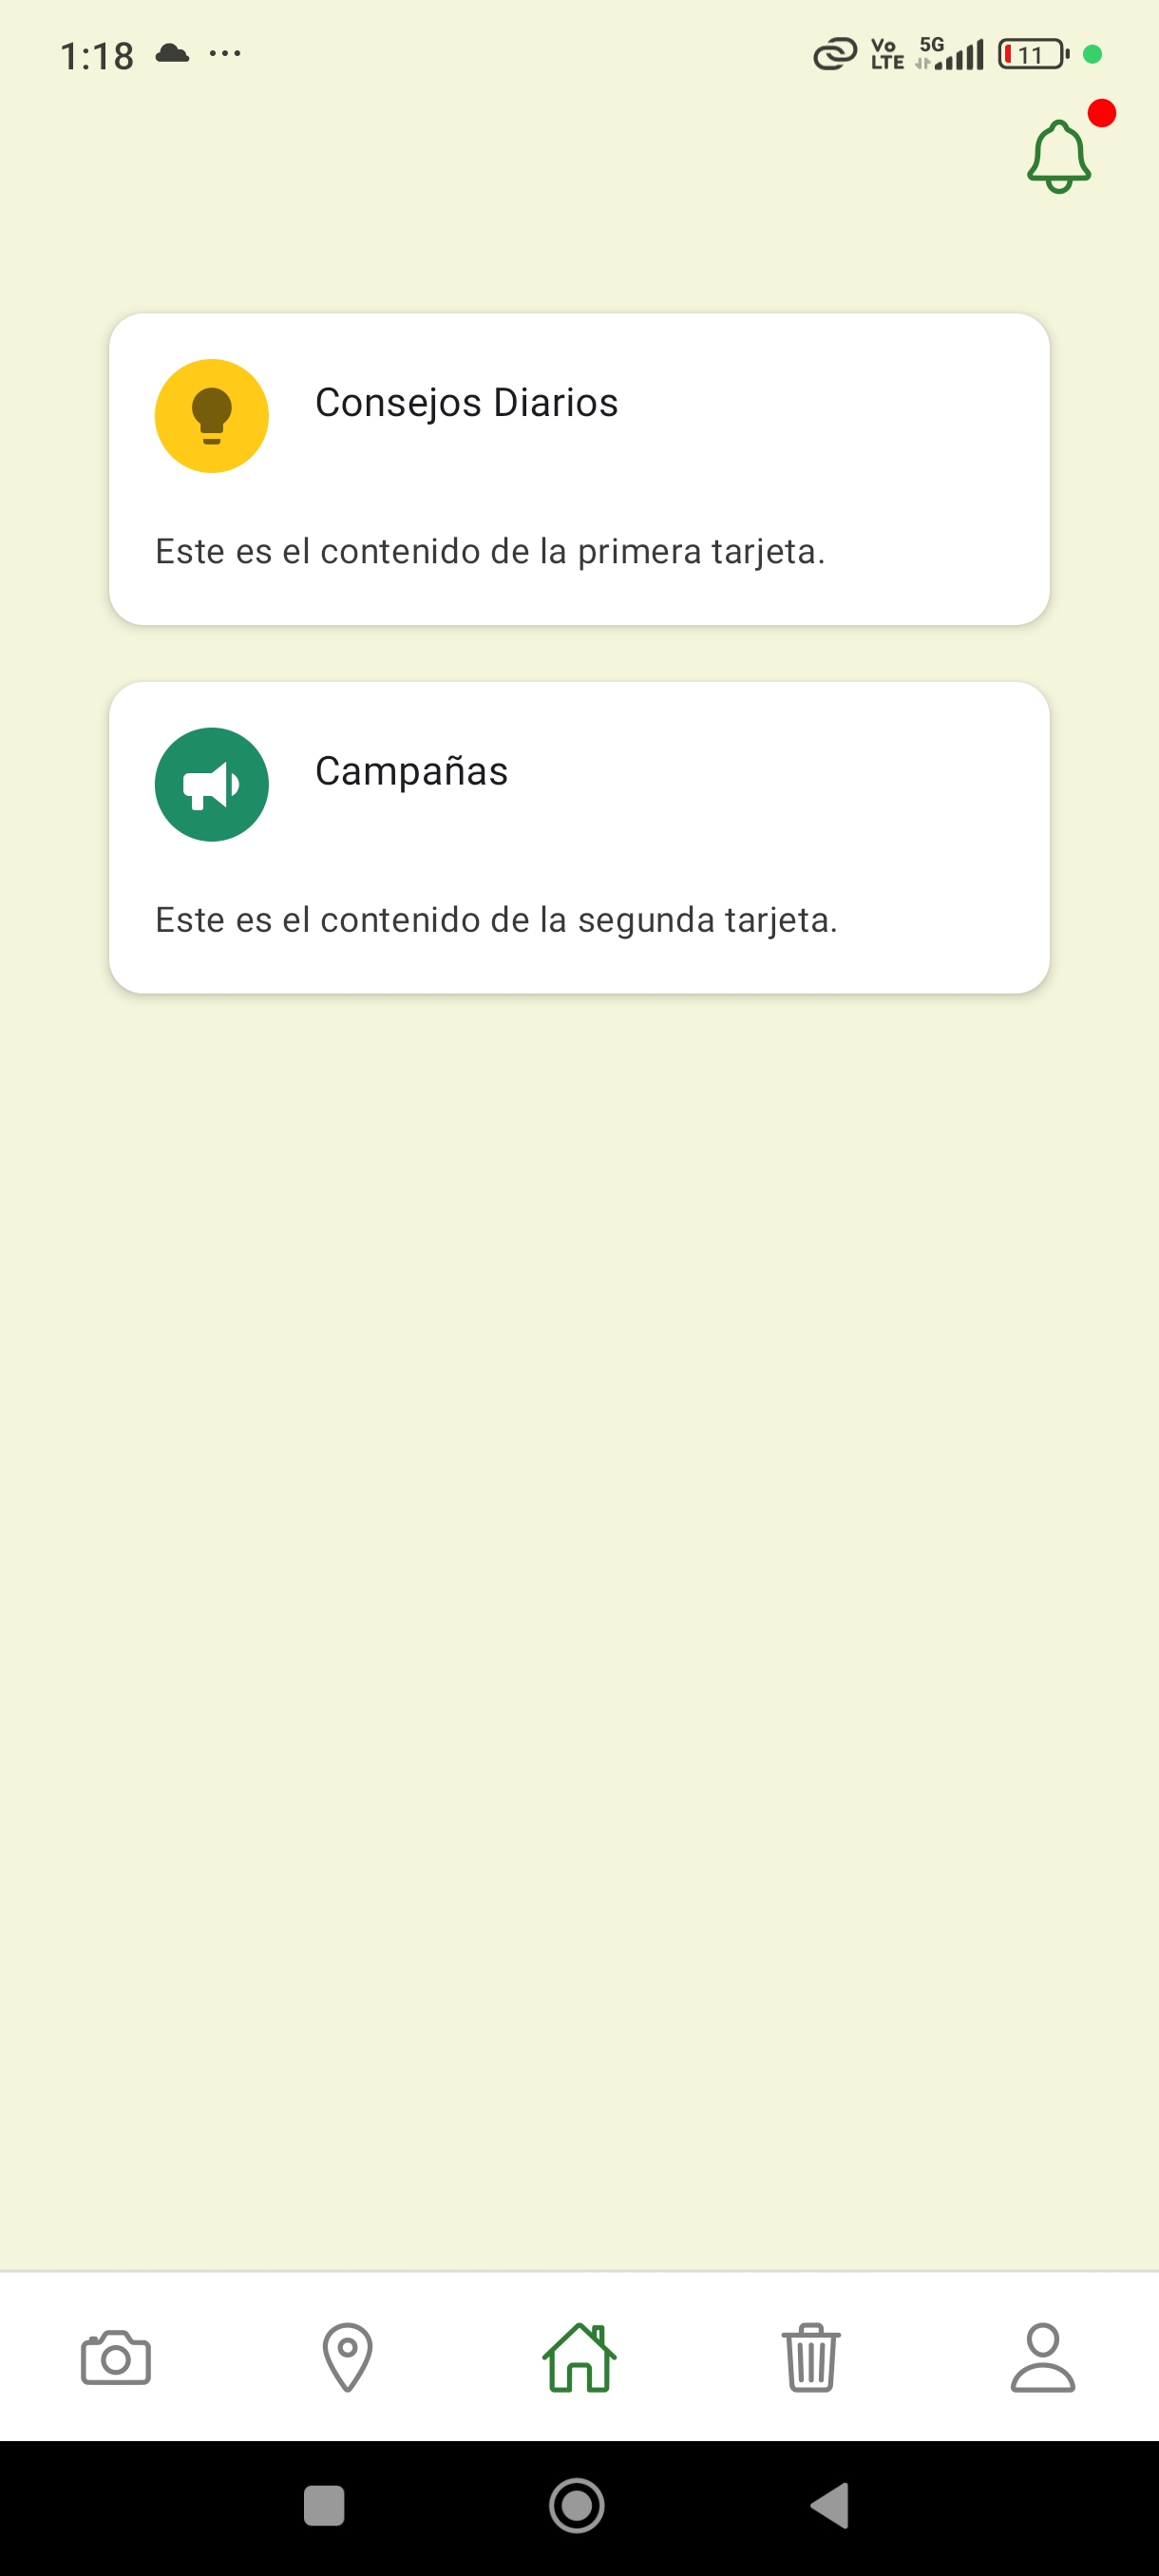 1:18 ...
Vo LTE 5G 11
Consejos Diarios
Este es el contenido de la primera tarjeta.
Campañas
Este es el contenido de la segunda tarjeta.